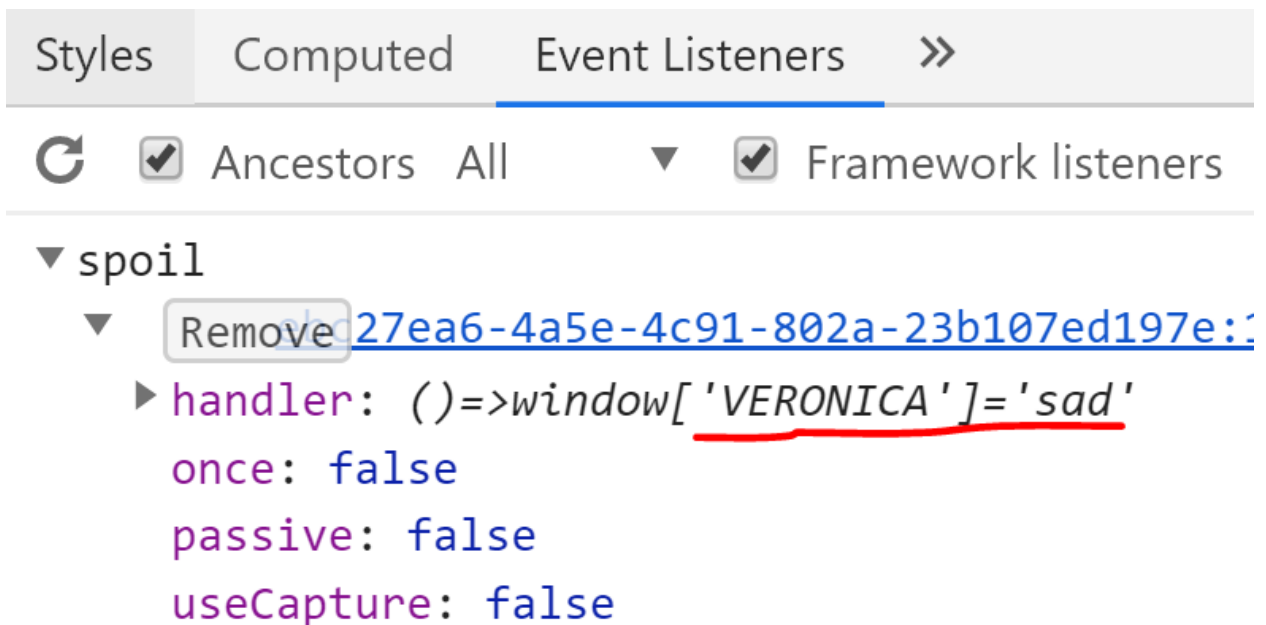 Styles Computed Event Listeners »
Ancestors All ▼ Framework listeners
▼ spoil
▼ Remove 27ea6-4a5e-4c91-802a-23b107ed197e:1
▶ handler: ()=>window['VERONICA']='sad'
once: false
passive: false
useCapture: false